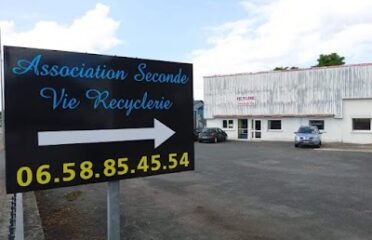 Association Seconde
Vie Recyclerie
06.58.85.45.54